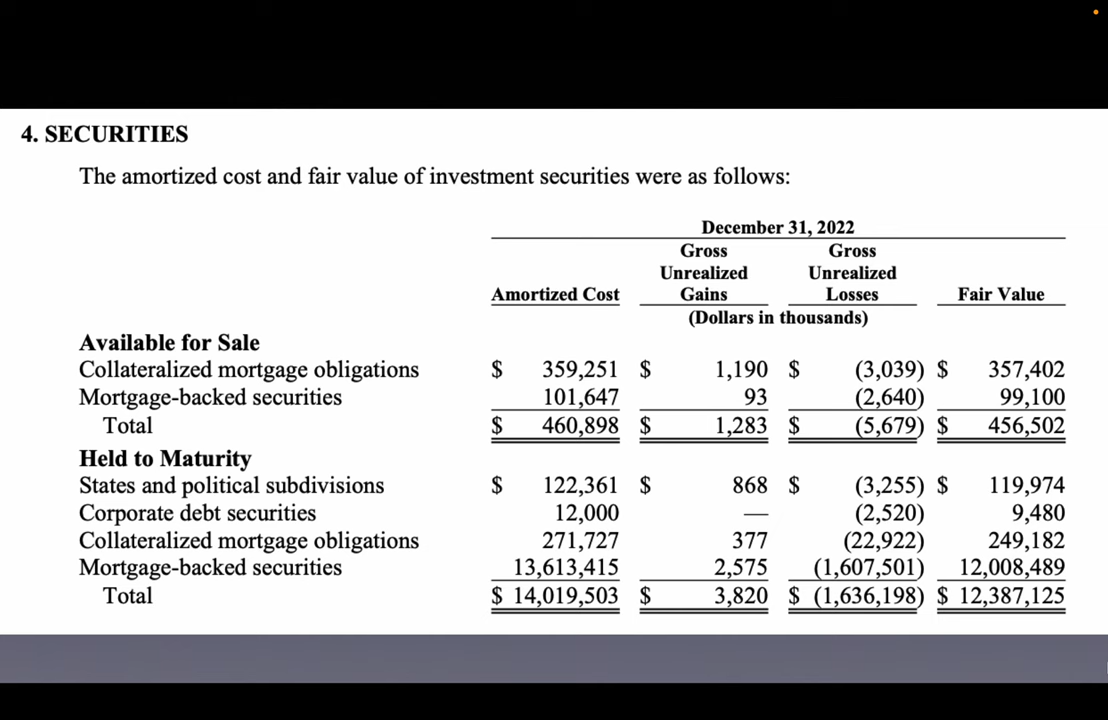 4. SECURITIES
The amortized cost and fair value of investment securities were as follows:
December 31, 2022
Gross Gross
Unrealized Unrealized
Amortized Cost Gains Losses Fair Value
(Dollars in thousands)
Available for Sale
Collateralized mortgage obligations $ 359,251 $ 1,190 $ (3,039) $ 357,402
Mortgage-backed securities 101,647 93 (2,640) 99,100
Total $ 460,898 $ 1,283 $ (5,679) $ 456,502
Held to Maturity
States and political subdivisions $ 122,361 $ 868 $ (3,255) $ 119,974
Corporate debt securities 12,000 — (2,520) 9,480
Collateralized mortgage obligations 271,727 377 (22,922) 249,182
Mortgage-backed securities 13,613,415 2,575 (1,607,501) 12,008,489
Total $ 14,019,503 $ 3,820 $ (1,636,198) $ 12,387,125